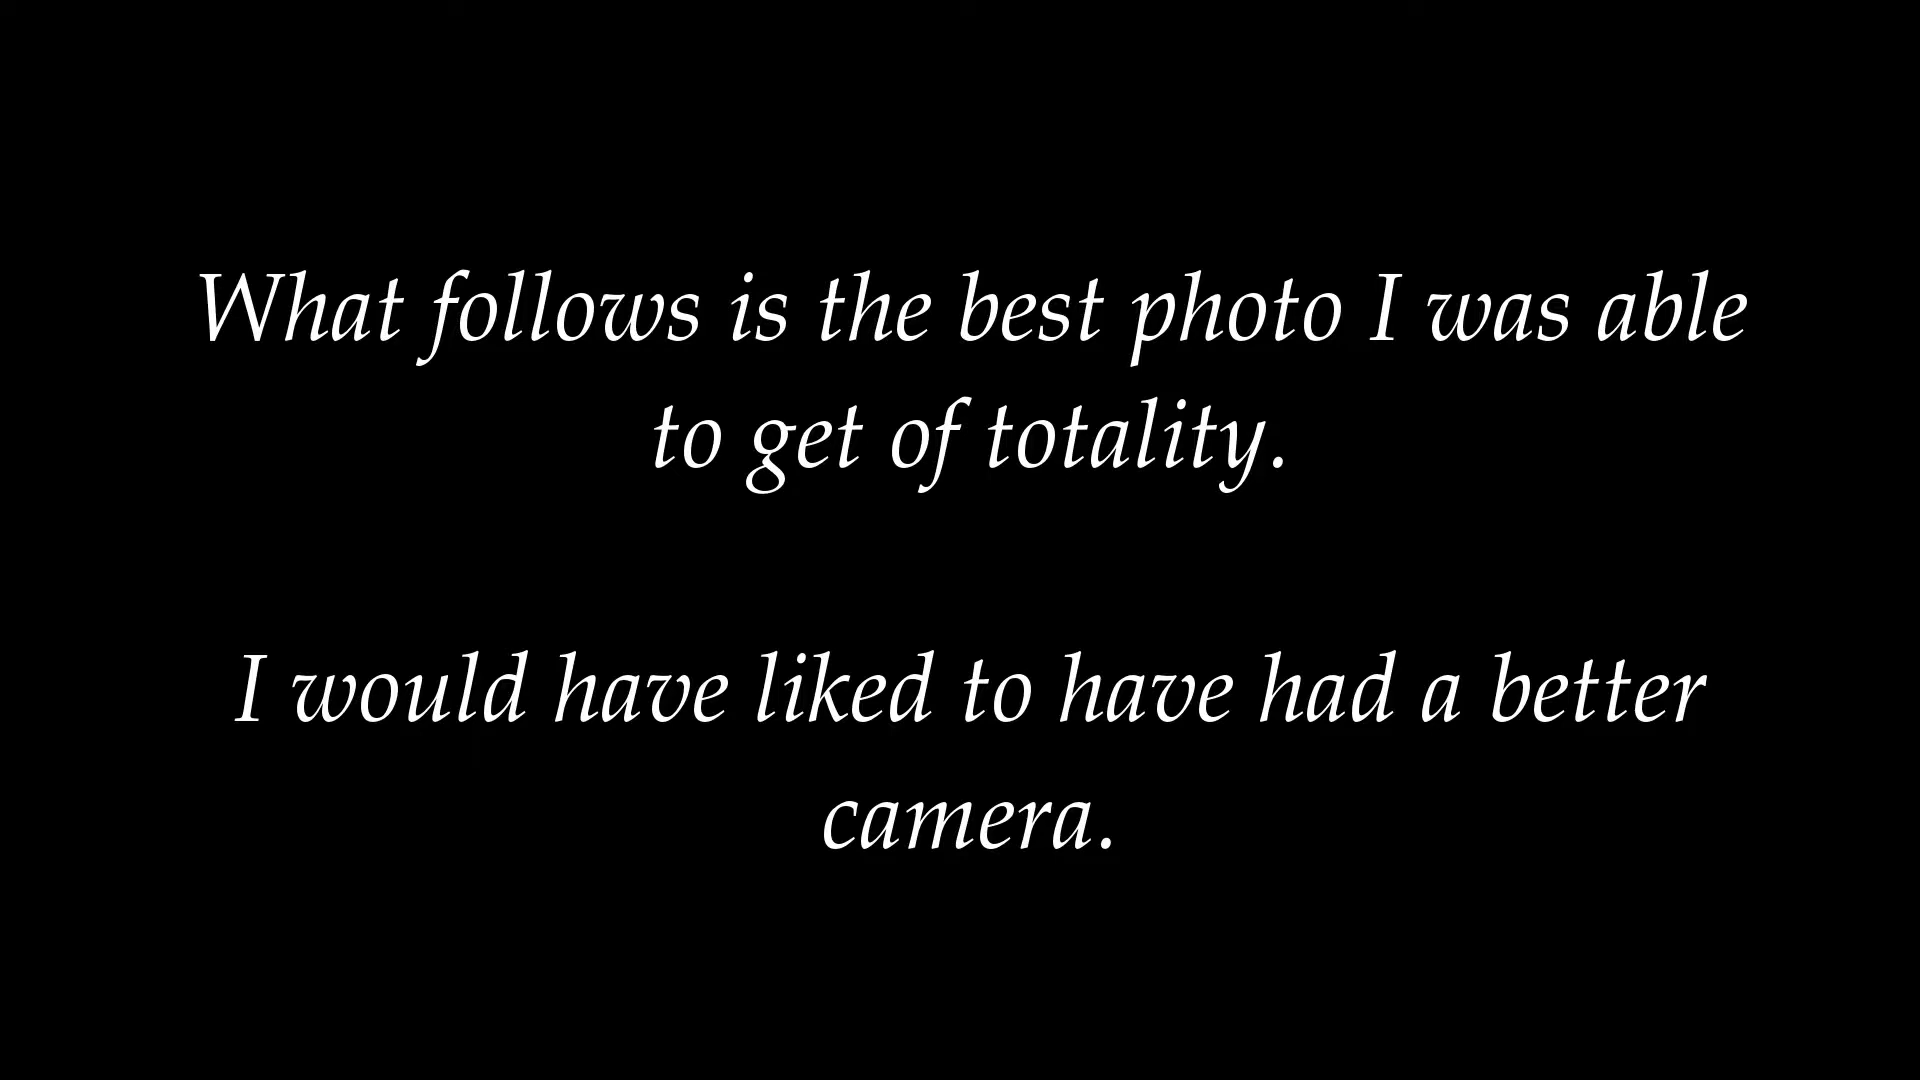 What follows is the best photo I was able
to get of totality.
I would have liked to have had a better
camera.